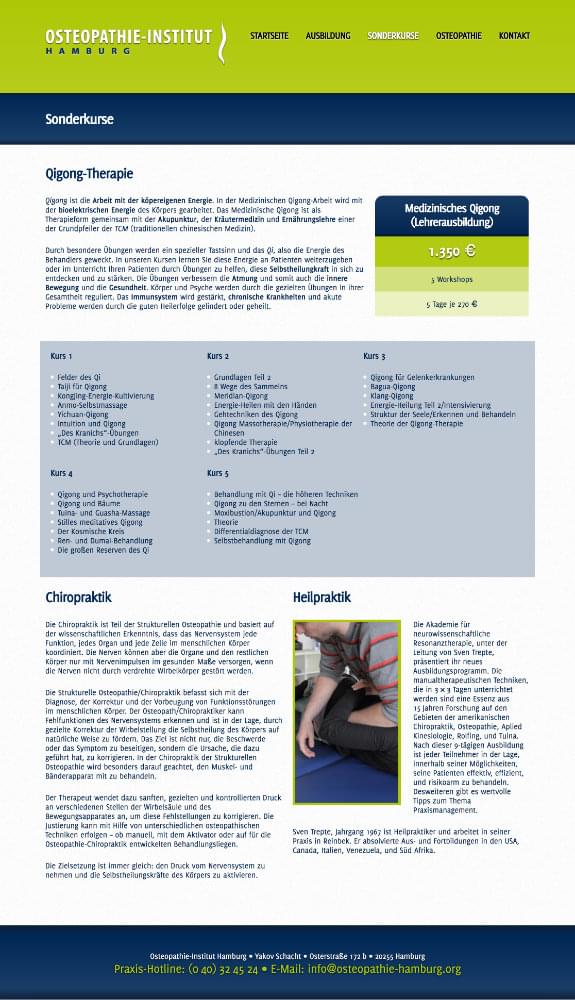 OSTEOPATHIE-INSTITUT
HAMBURG
STARTSEITE AUSBILDUNG SONDERKURSE OSTEOPATHIE KONTAKT
Sonderkurse
Qigong-Therapie
Qigong ist die Arbeit mit der köpereigenen Energie. In der Medizinischen Qigong-Arbeit wird mit
der bioelektrischen Energie des Körpers gearbeitet. Das Medizinische Qigong ist als
Therapieform gemeinsam mit der Akupunktur, der Kräutermedizin und Ernährungslehre einer
der Grundpfeiler der TCM (traditionellen chinesischen Medizin).
Durch besondere Übungen werden ein spezieller Tastsinn und das Qi, also die Energie des
Behandlers geweckt. In unseren Kursen lernen Sie diese Energie an Patienten weiterzugeben
oder im Unterricht Ihren Patienten durch Übungen zu helfen, diese Selbstheilungkraft in sich zu
entdecken und zu stärken. Die Übungen verbessern die Atmung und somit auch die innere
Bewegung und die Gesundheit. Körper und Psyche werden durch die gezielten Übungen in ihrer
Gesamtheit reguliert. Das Immunsystem wird gestärkt, chronische Krankheiten und akute
Probleme werden durch die guten Heilerfolge gelindert oder geheilt.
Medizinisches Qigong
(Lehrerausbildung)
1.350 €
5 Workshops
5 Tage je 270 €
Kurs 1
Felder des Qi
Taiji für Qigong
Kongjing-Energie-Kultivierung
Anmo-Selbstmassage
Yichuan-Qigong
Intuition und Qigong
„Des Kranichs“-Übungen
TCM (Theorie und Grundlagen)
Kurs 2
Grundlagen Teil 2
8 Wege des Sammelns
Meridian-Qigong
Energie-Heilen mit den Händen
Gehtechniken des Qigong
Qigong Massotherapie/Physiotherapie der
Chinesen
klopfende Therapie
„Des Kranichs“-Übungen Teil 2
Kurs 3
Qigong für Gelenkerkrankungen
Bagua-Qigong
Klang-Qigong
Energie-Heilung Teil 2/Intensivierung
Struktur der Seele/Erkennen und Behandeln
Theorie der Qigong-Therapie
Kurs 4
Qigong und Psychotherapie
Qigong und Bäume
Tuina- und Guasha-Massage
Stilles meditatives Qigong
Der Kosmische Kreis
Ren- und Dumai-Behandlung
Die großen Reserven des Qi
Kurs 5
Behandlung mit Qi – die höheren Techniken
Qigong zu den Sternen – bei Nacht
Moxibustion/Akupunktur und Qigong
Theorie
Differentialdiagnose der TCM
Selbstbehandlung mit Qigong
Chiropraktik
Die Chiropraktik ist Teil der Strukturellen Osteopathie und basiert auf
der wissenschaftlichen Erkenntnis, dass das Nervensystem jede
Funktion, jedes Organ und jede Zelle im menschlichen Körper
koordiniert. Die Nerven können aber die Organe und den restlichen
Körper nur mit Nervenimpulsen im gesunden Maße versorgen, wenn
die Nerven nicht durch verdrehte Wirbelkörper gestört werden.
Die Strukturelle Osteopathie/Chiropraktik befasst sich mit der
Diagnose, der Korrektur und der Vorbeugung von Funktionsstörungen
im menschlichen Körper. Der Osteopath/Chiropraktiker kann
Fehlfunktionen des Nervensystems erkennen und ist in der Lage, durch
gezielte Korrektur der Wirbelstellung die Selbstheilung des Körpers auf
natürliche Weise zu fördern. Das Ziel ist nicht nur, die Beschwerde
oder das Symptom zu beseitigen, sondern die Ursache, die dazu
geführt hat, zu korrigieren. In der Chiropraktik der Strukturellen
Osteopathie wird besonders darauf geachtet, den Muskel- und
Bänderapparat mit zu behandeln.
Der Therapeut wendet dazu sanften, gezielten und kontrollierten Druck
an verschiedenen Stellen der Wirbelsäule und des
Bewegungsapparates an, um diese Fehlstellungen zu korrigieren. Die
Justierung kann mit Hilfe von unterschiedlichen osteopathischen
Techniken erfolgen – ob manuell, mit dem Aktivator oder auf für die
Osteopathie-Chiropraktik entwickelten Behandlungsliegen.
Die Zielsetzung ist immer gleich: den Druck vom Nervensystem zu
nehmen und die Selbstheilungskräfte des Körpers zu aktivieren.
Heilpraktik
Die Akademie für
neurowissenschaftliche
Resonanztherapie, unter der
Leitung von Sven Trepte,
präsentiert ihr neues
Ausbildungsprogramm. Die
manualtherapeutischen Techniken,
die in 3 x 3 Tagen unterrichtet
werden sind eine Essenz aus
15 Jahren Forschung auf den
Gebieten der amerikanischen
Chiropraktik, Osteopathie, Aplied
Kinesiologie, Rolfing, und Tuina.
Nach dieser 9-tägigen Ausbildung
ist jeder Teilnehmer in der Lage,
innerhalb seiner Möglichkeiten,
seine Patienten effektiv, effizient,
und risikoarm zu behandeln.
Desweiteren gibt es wertvolle
Tipps zum Thema
Praxismanagement.
Sven Trepte, Jahrgang 1967 ist Heilpraktiker und arbeitet in seiner
Praxis in Reinbek. Er absolvierte Aus- und Fortbildungen in den USA,
Canada, Italien, Venezuela, und Süd Afrika.
Osteopathie-Institut Hamburg • Yakov Schacht • Osterstraße 172 b • 20255 Hamburg
Praxis-Hotline: (0 40) 32 45 24 • E-Mail: info@osteopathie-hamburg.org